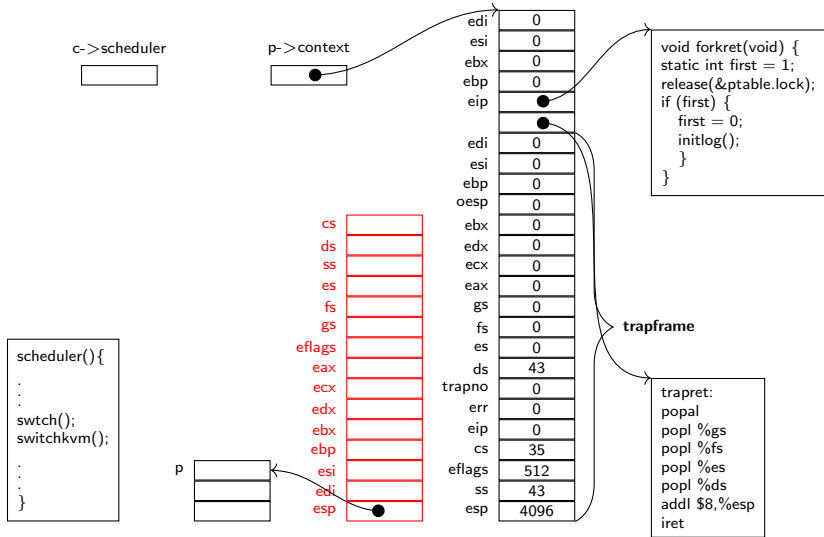 c->scheduler
p->context
edi 0
esi 0
ebx 0
ebp 0
eip
edi 0
esi 0
ebp 0
oesp 0
ebx 0
edx 0
ecx 0
eax 0
gs 0
fs 0
es 0
ds 43
trapno 0
err 0
eip 0
cs 35
eflags 512
ss 43
esp 4096
void forkret(void) {
static int first = 1;
release(&ptable.lock);
if (first) {
first = 0;
initlog();
}
}
trapframe
cs
ds
ss
es
fs
gs
eflags
eax
ecx
edx
ebx
ebp
esi
edi
esp
scheduler(){
.
.
.
swtch();
switchkvm();
.
.
.
}
p
trapret:
popal
popl %gs
popl %fs
popl %es
popl %ds
addl $8,%esp
iret